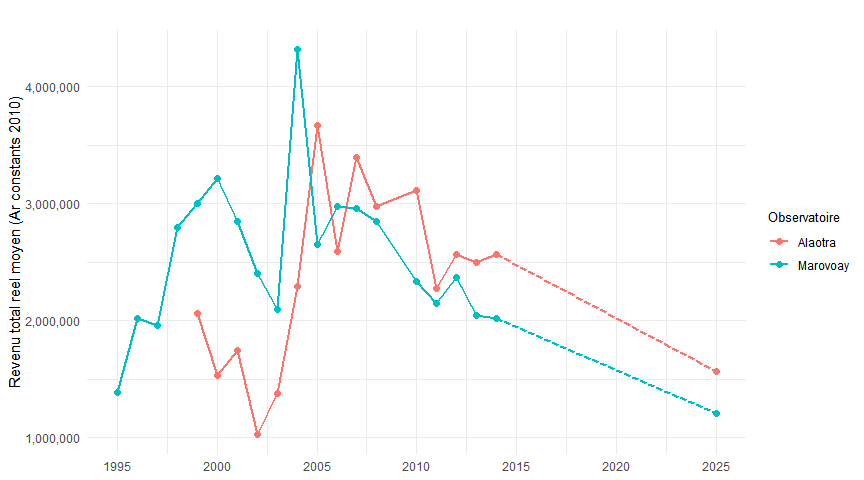 Revenu total reel moyen (Ar constants 2010)
4,000,000
3,000,000
2,000,000
1,000,000
1995
2000
2005
2010
2015
2020
2025
Observatoire
Alaotra
Marovoay